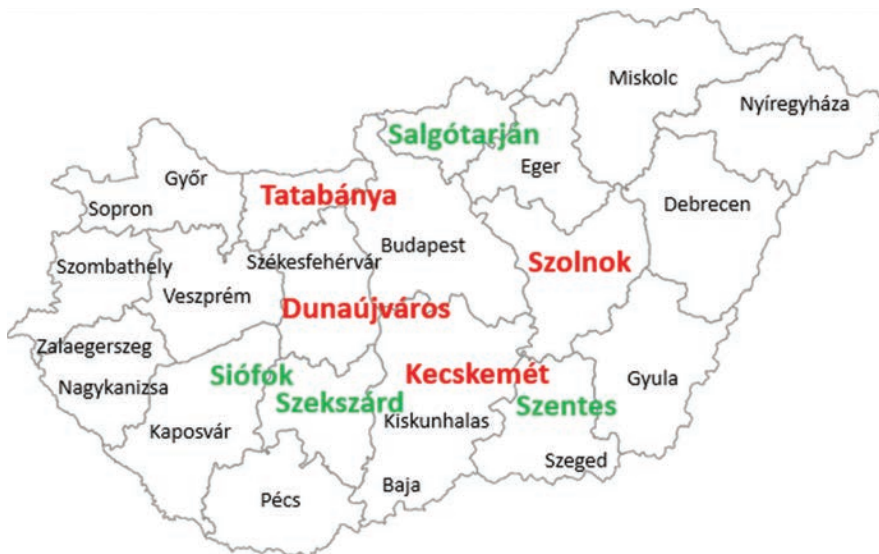 Miskolc
Nyíregyháza
Salgótarján
Eger
Győr
Tatabánya
Sopron
Debrecen
Budapest
Szombathely
Székesfehérvár
Szolnok
Veszprém
Dunaújváros
Zalaegerszeg
Siófok
Kecskemét
Nagykanizsa
Gyula
Szekszárd
Szentes
Kiskunhalas
Kaposvár
Szeged
Baja
Pécs